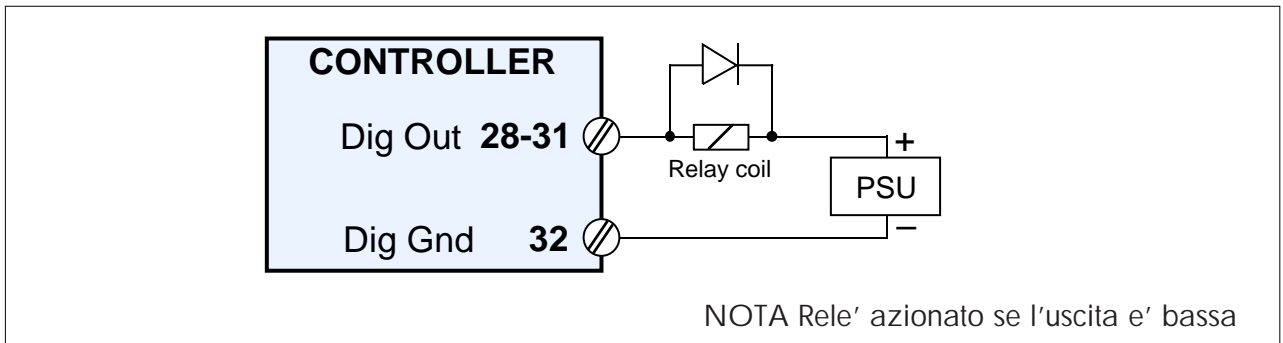 CONTROLLER
Dig Out 28-31
Relay coil
+
PSU
–
Dig Gnd 32
NOTA Rele' azionato se l'uscita e' bassa